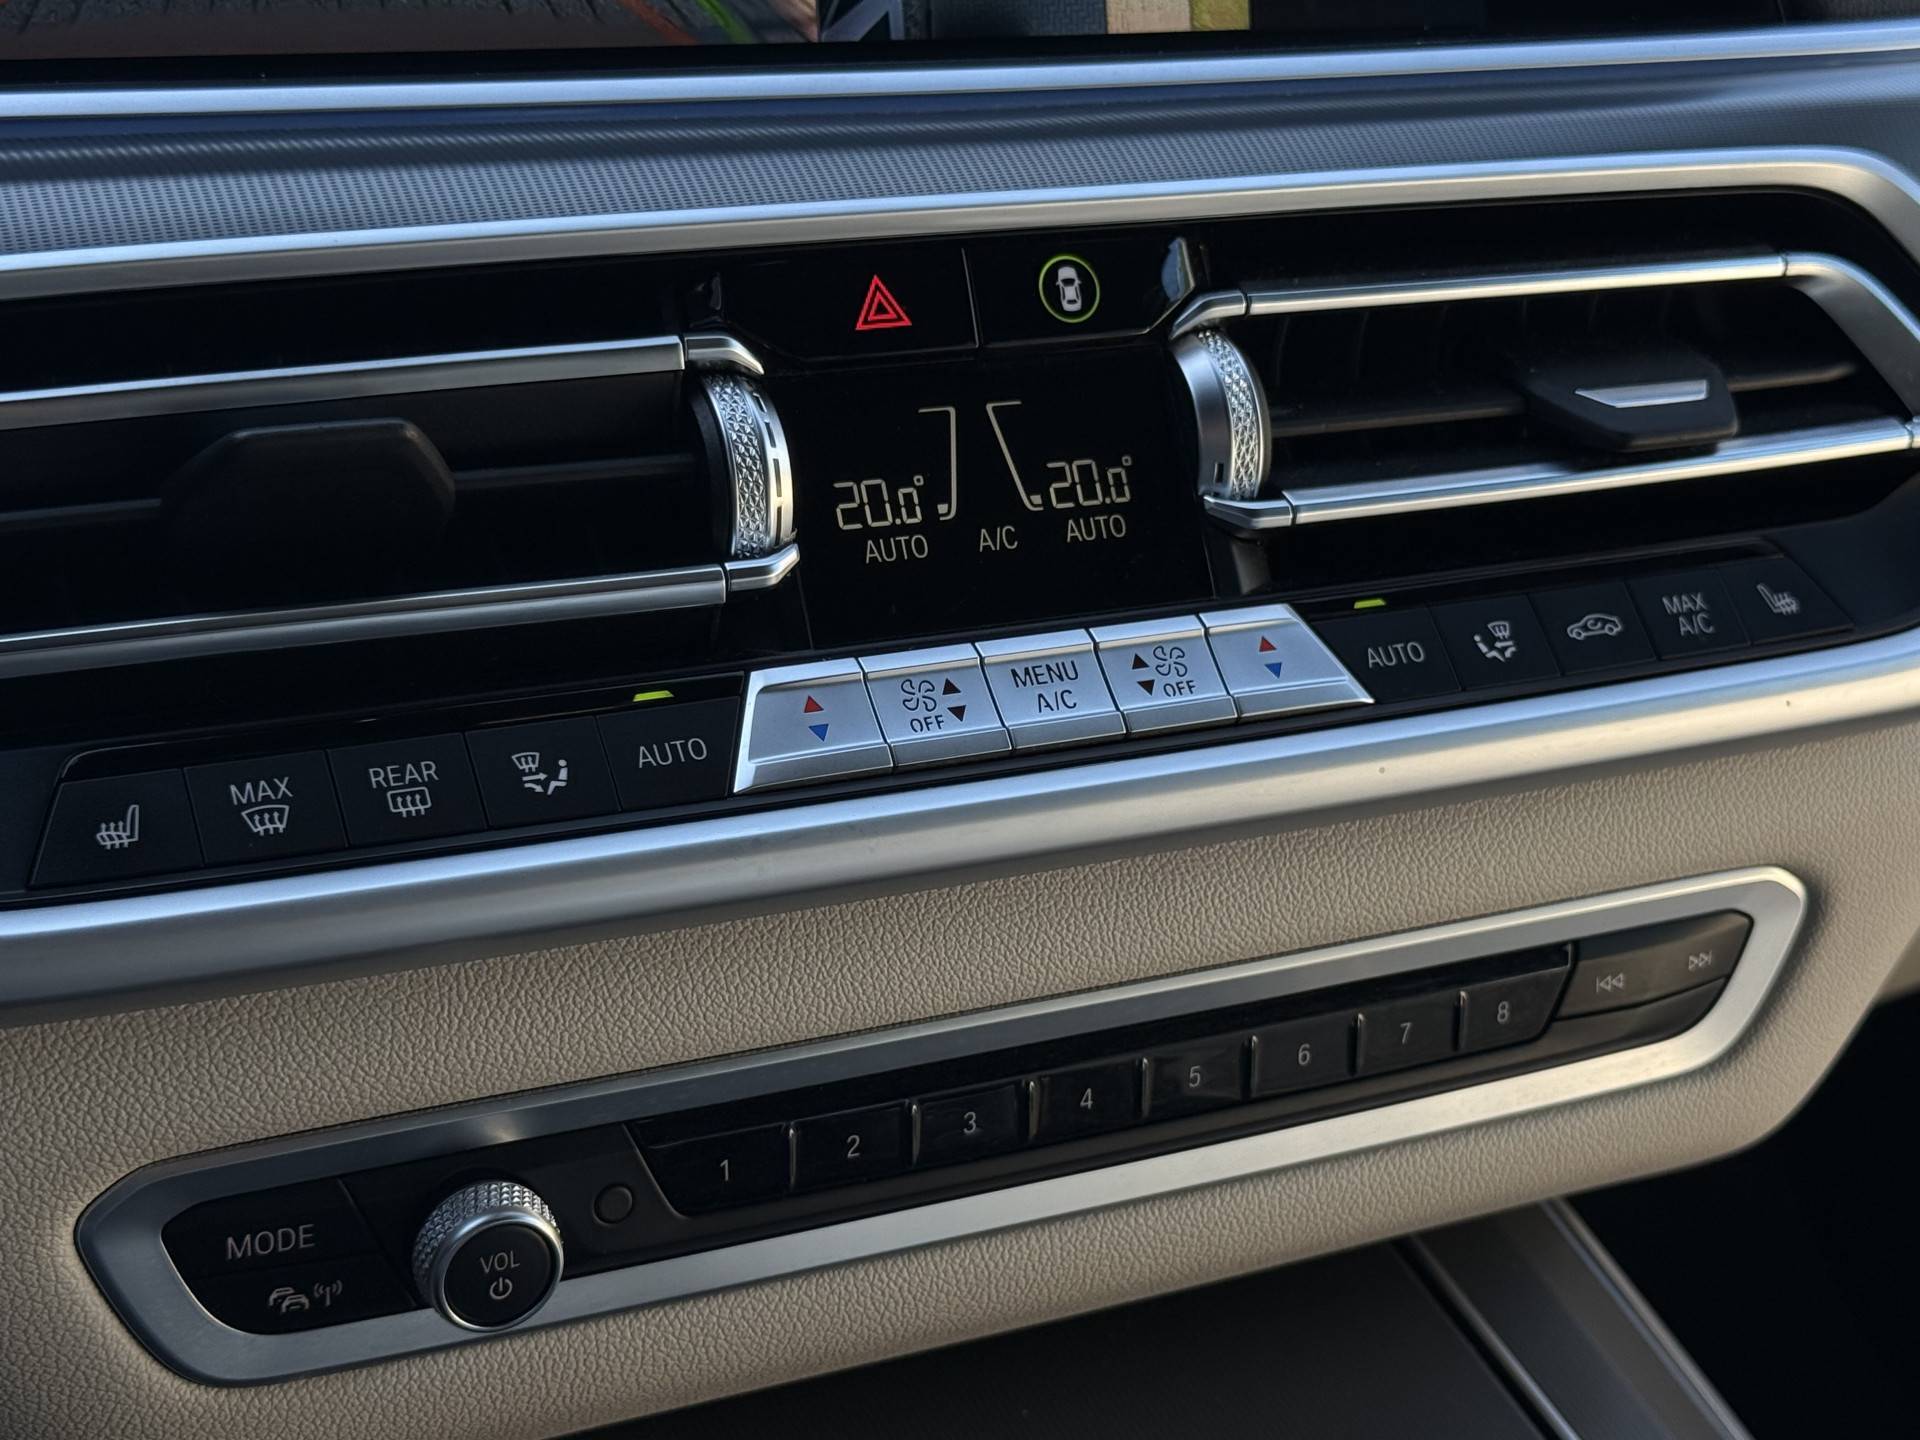 20.0° 20.0°
AUTO A/C AUTO
MAX
REAR
AUTO
OFF
MENU
A/C
OFF
AUTO
MAX
A/C
1 2 3 4 5 6 7 8
MODE
VOL